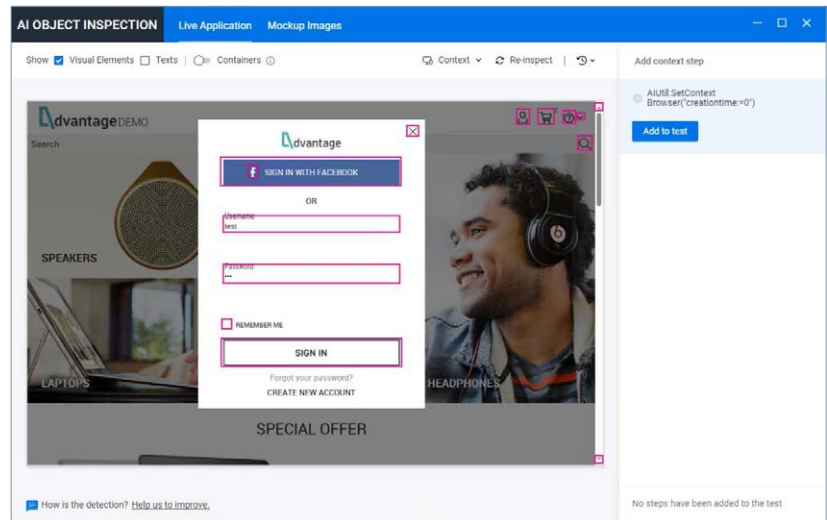 AI OBJECT INSPECTION Live Application Mockup Images
Show Visual Elements Texts | Containers Context Re-inspect |
Add context step
AIUtil.SetContext
Browser("creationtime:=0")
Add to test
dvantage DEMO
Search
dvantage
f SIGN IN WITH FACEBOOK
OR
Username
test
Password
REMEMBER ME
SIGN IN
Forgot your password?
CREATE NEW ACCOUNT
SPEAKERS
LAPTOPS
HEADPHONES
SPECIAL OFFER
How is the detection? Help us to improve.
No steps have been added to the test